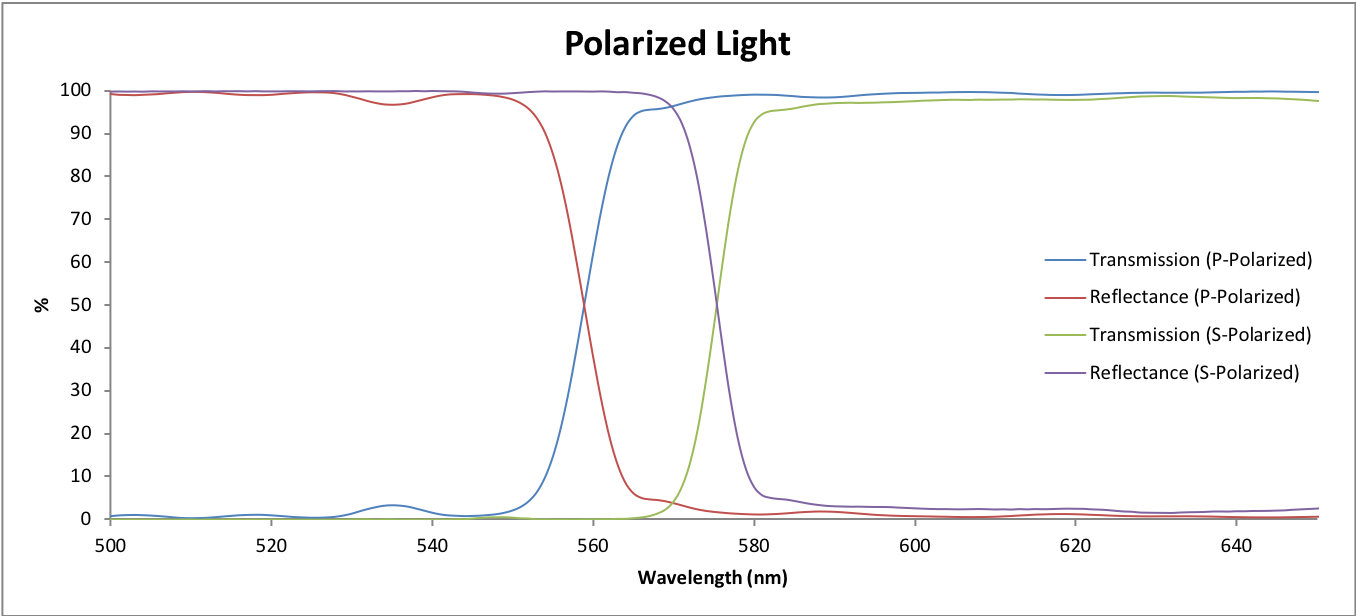 Polarized Light
100
90
80
70
60
50
40
30
20
10
0
%
500 520 540 560 580 600 620 640
Wavelength (nm)
Transmission (P-Polarized)
Reflectance (P-Polarized)
Transmission (S-Polarized)
Reflectance (S-Polarized)